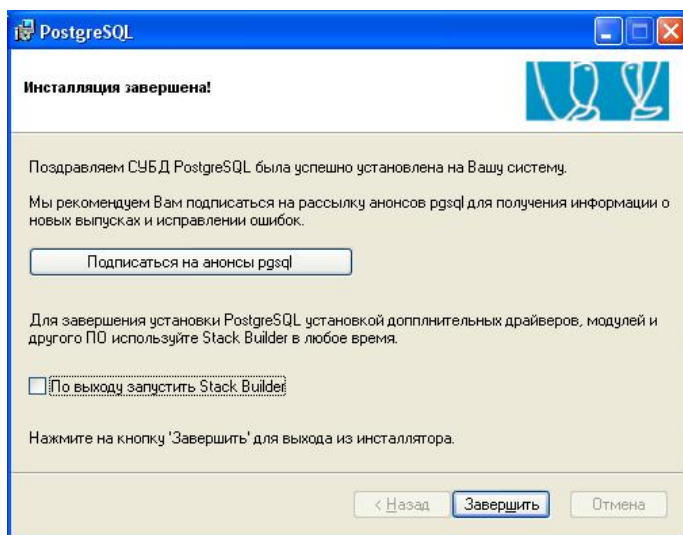 PostgreSQL
Инсталляция завершена!
Поздравляем СУБД PostgreSQL была успешно установлена на Вашу систему.
Мы рекомендуем Вам подписаться на рассылку анонсов pgsql для получения информации о
новых выпусках и исправлении ошибок.
Подписаться на анонсы pgsql
Для завершения установки PostgreSQL установкой допплнительных драйверов, модулей и
другого ПО используйте Stack Builder в любое время.
По выходу запустить Stack Builder
Нажмите на кнопку 'Завершить' для выхода из инсталлятора.
< Назад Завершить Отмена